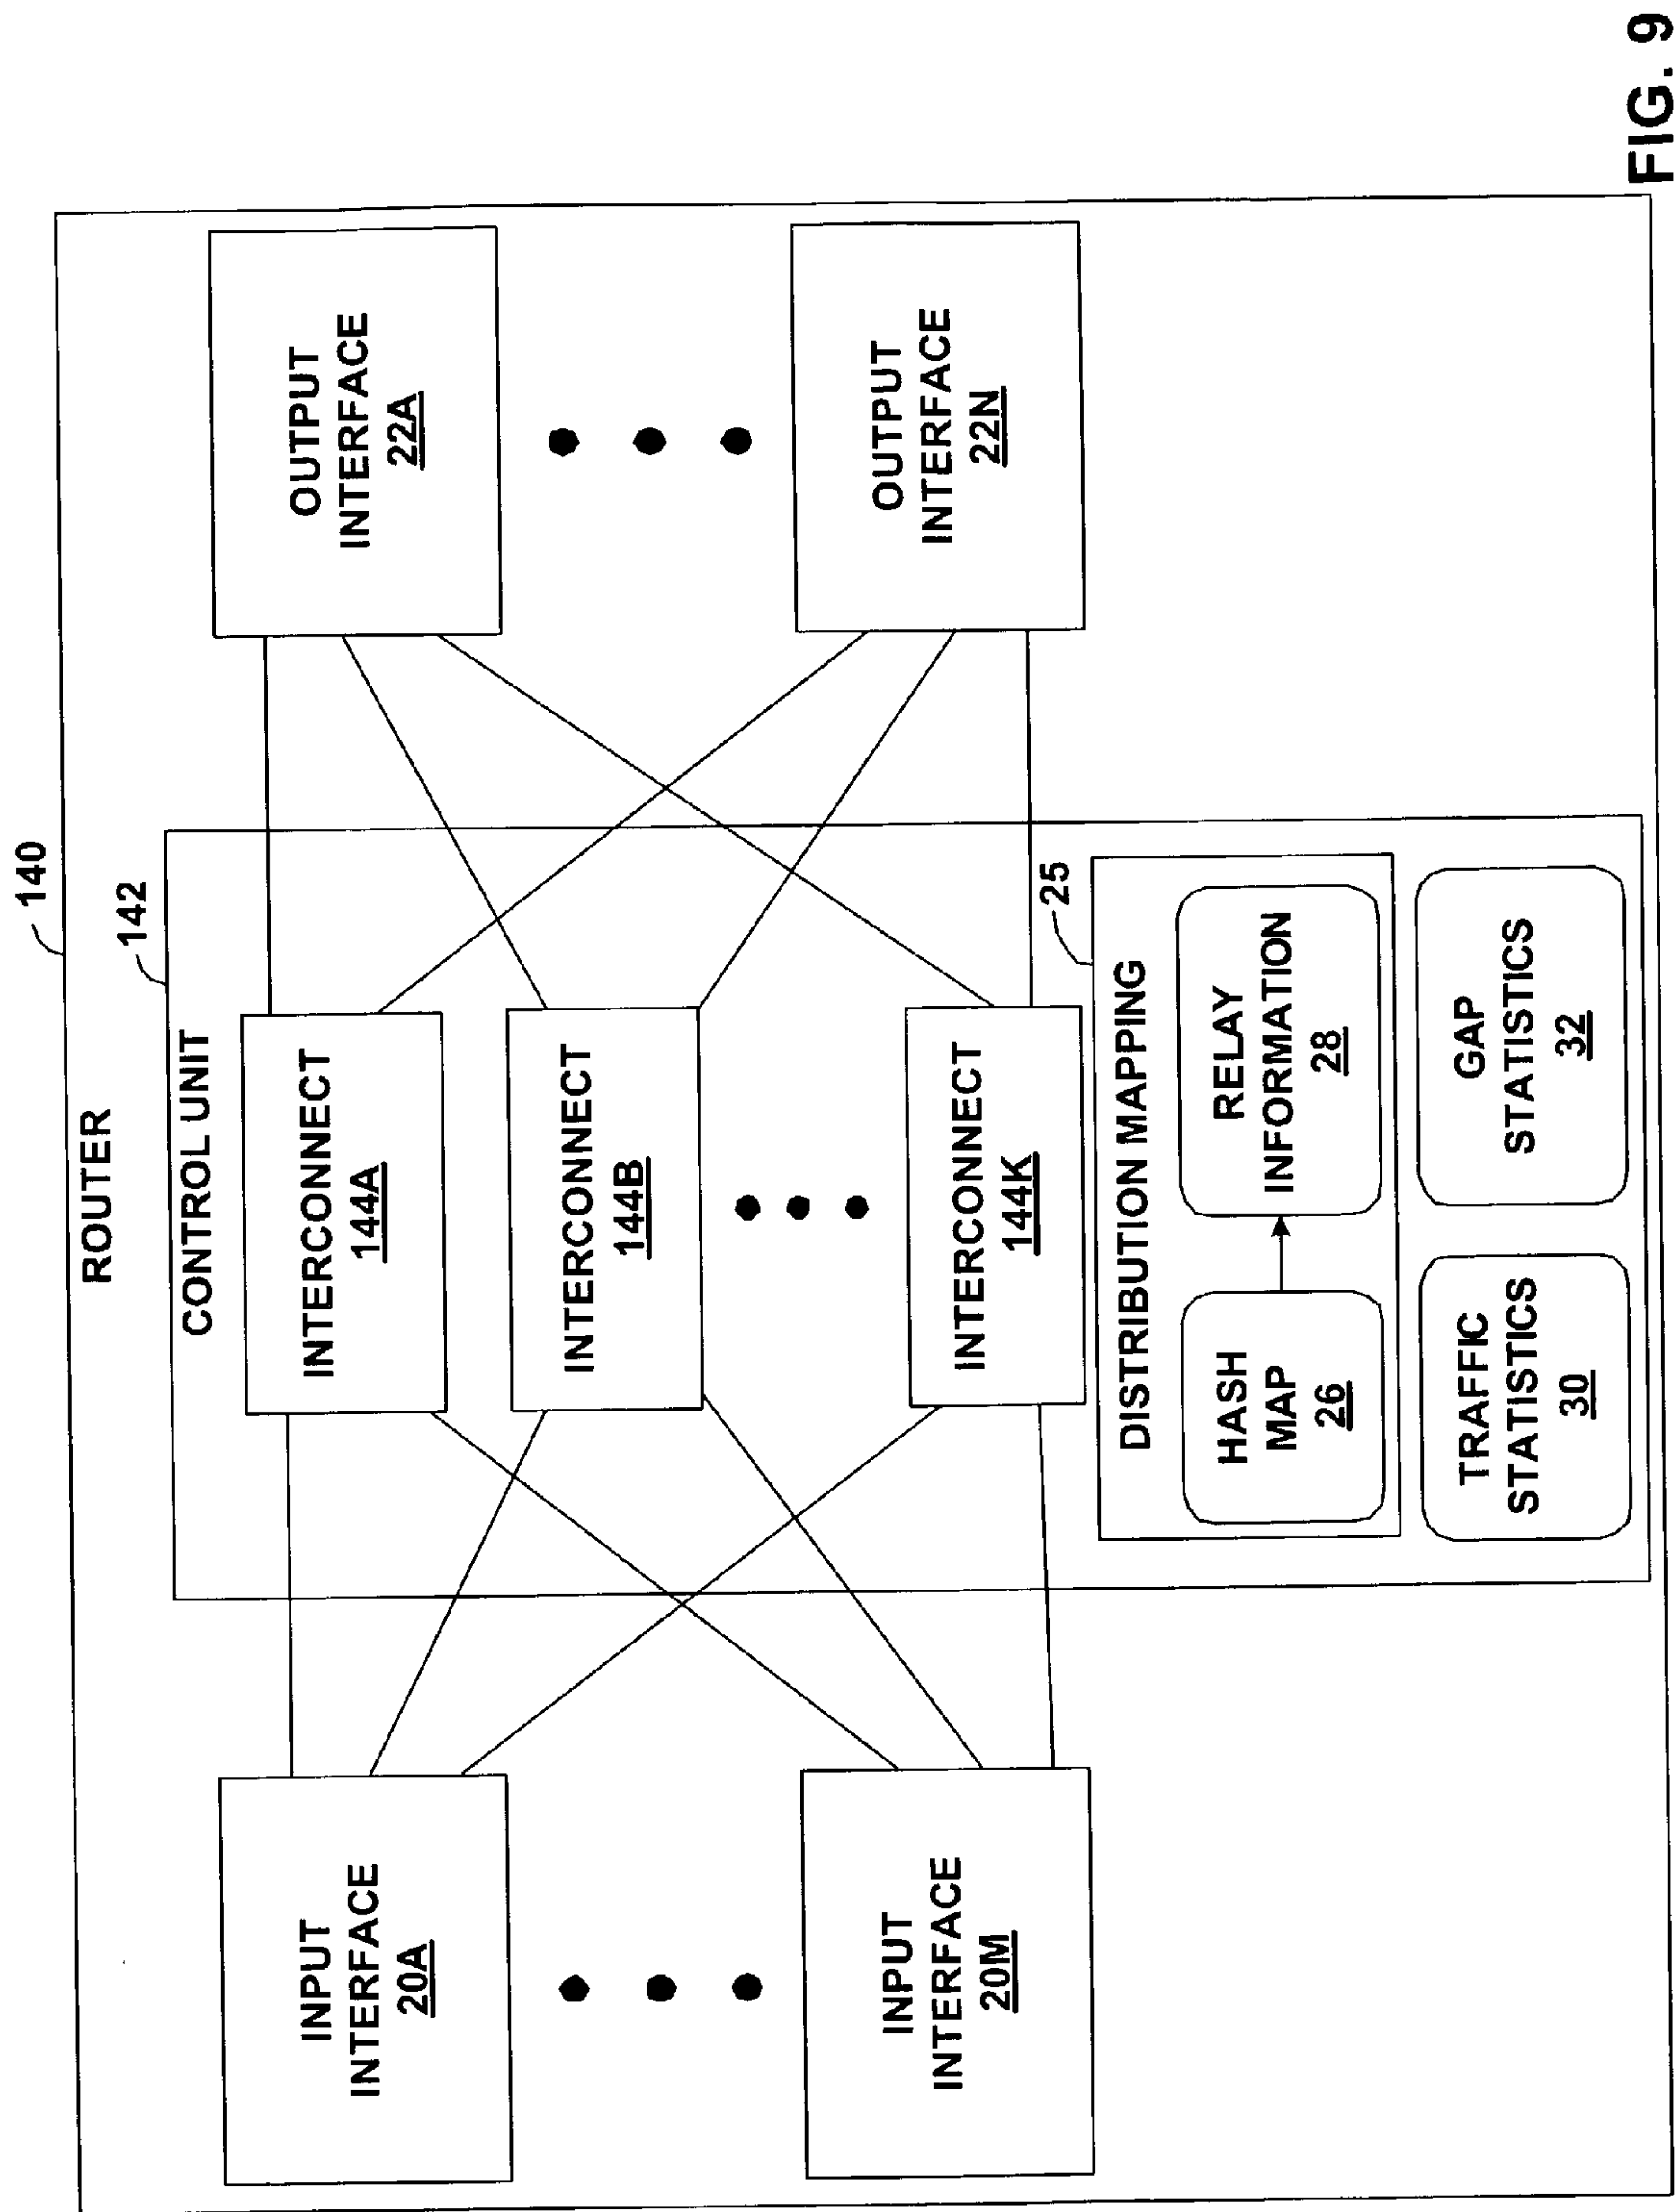 140
ROUTER
142
CONTROL UNIT
INPUT
INTERFACE
20A
INPUT
INTERFACE
20M
INTERCONNECT
144A
INTERCONNECT
144B
INTERCONNECT
144K
OUTPUT
INTERFACE
22A
OUTPUT
INTERFACE
22N
25
DISTRIBUTION MAPPING
HASH
MAP
26
RELAY
INFORMATION
28
TRAFFIC
STATISTICS
30
GAP
STATISTICS
32
FIG. 9